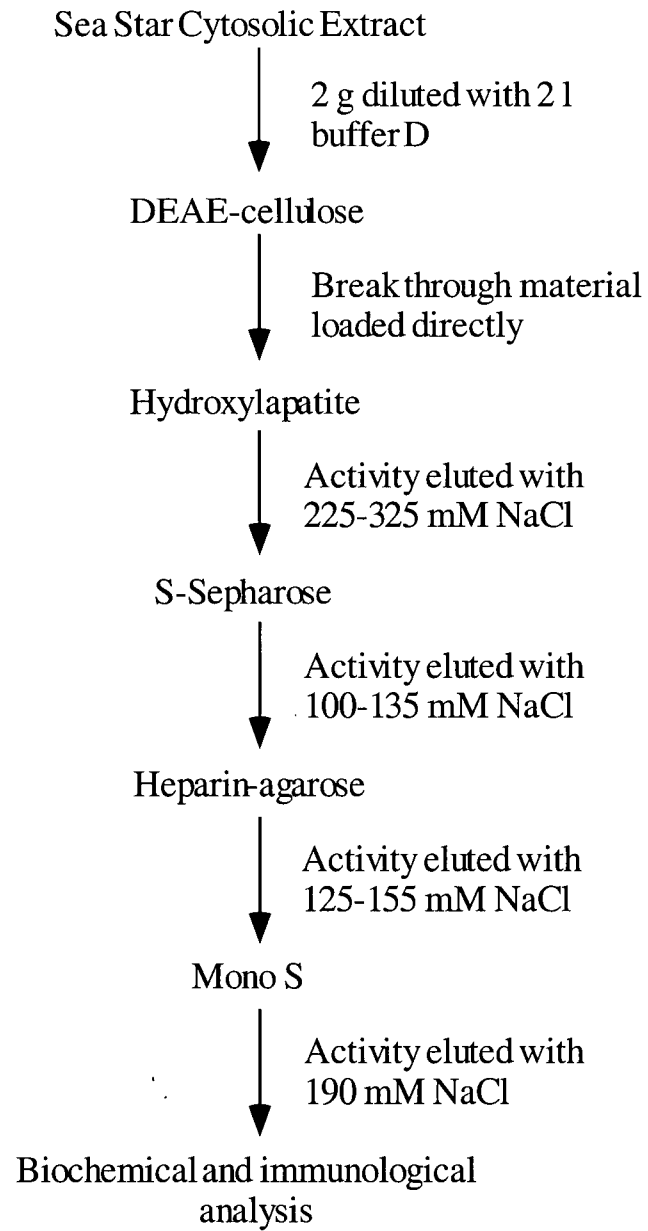 Sea Star Cytosolic Extract
2 g diluted with 2 l
buffer D
DEAE-cellulose
Breakthrough material
loaded directly
Hydroxylapatite
Activity eluted with
225-325 mM NaCl
S-Sepharose
Activity eluted with
100-135 mM NaCl
Heparin-agarose
Activity eluted with
125-155 mM NaCl
Mono S
Activity eluted with
190 mM NaCl
Biochemical and immunological
analysis